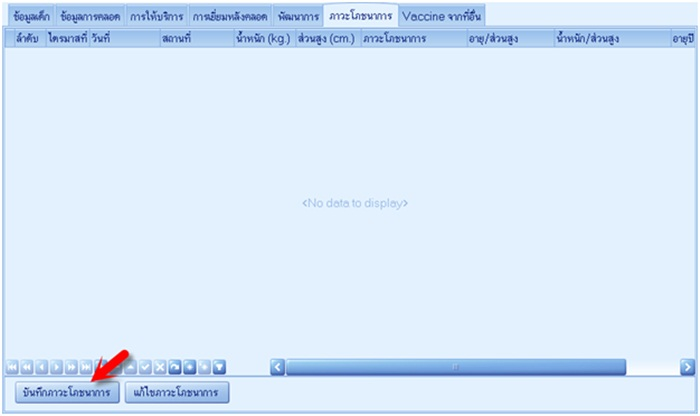 ข้อมูลเด็ก ข้อมูลการคลอด การให้บริการ การเยี่ยมหลังคลอด พัฒนาการ ภาวะโภชนาการ Vaccine จากที่อื่น
ลำดับ ไตรมาสที่ วันที่ สถานที่ น้ำหนัก (kg.) ส่วนสูง (cm.) ภาวะโภชนาการ อายุ/ส่วนสูง น้ำหนัก/ส่วนสูง อายุปี
<No data to display>
บันทึกภาวะโภชนาการ แก้ไขภาวะโภชนาการ